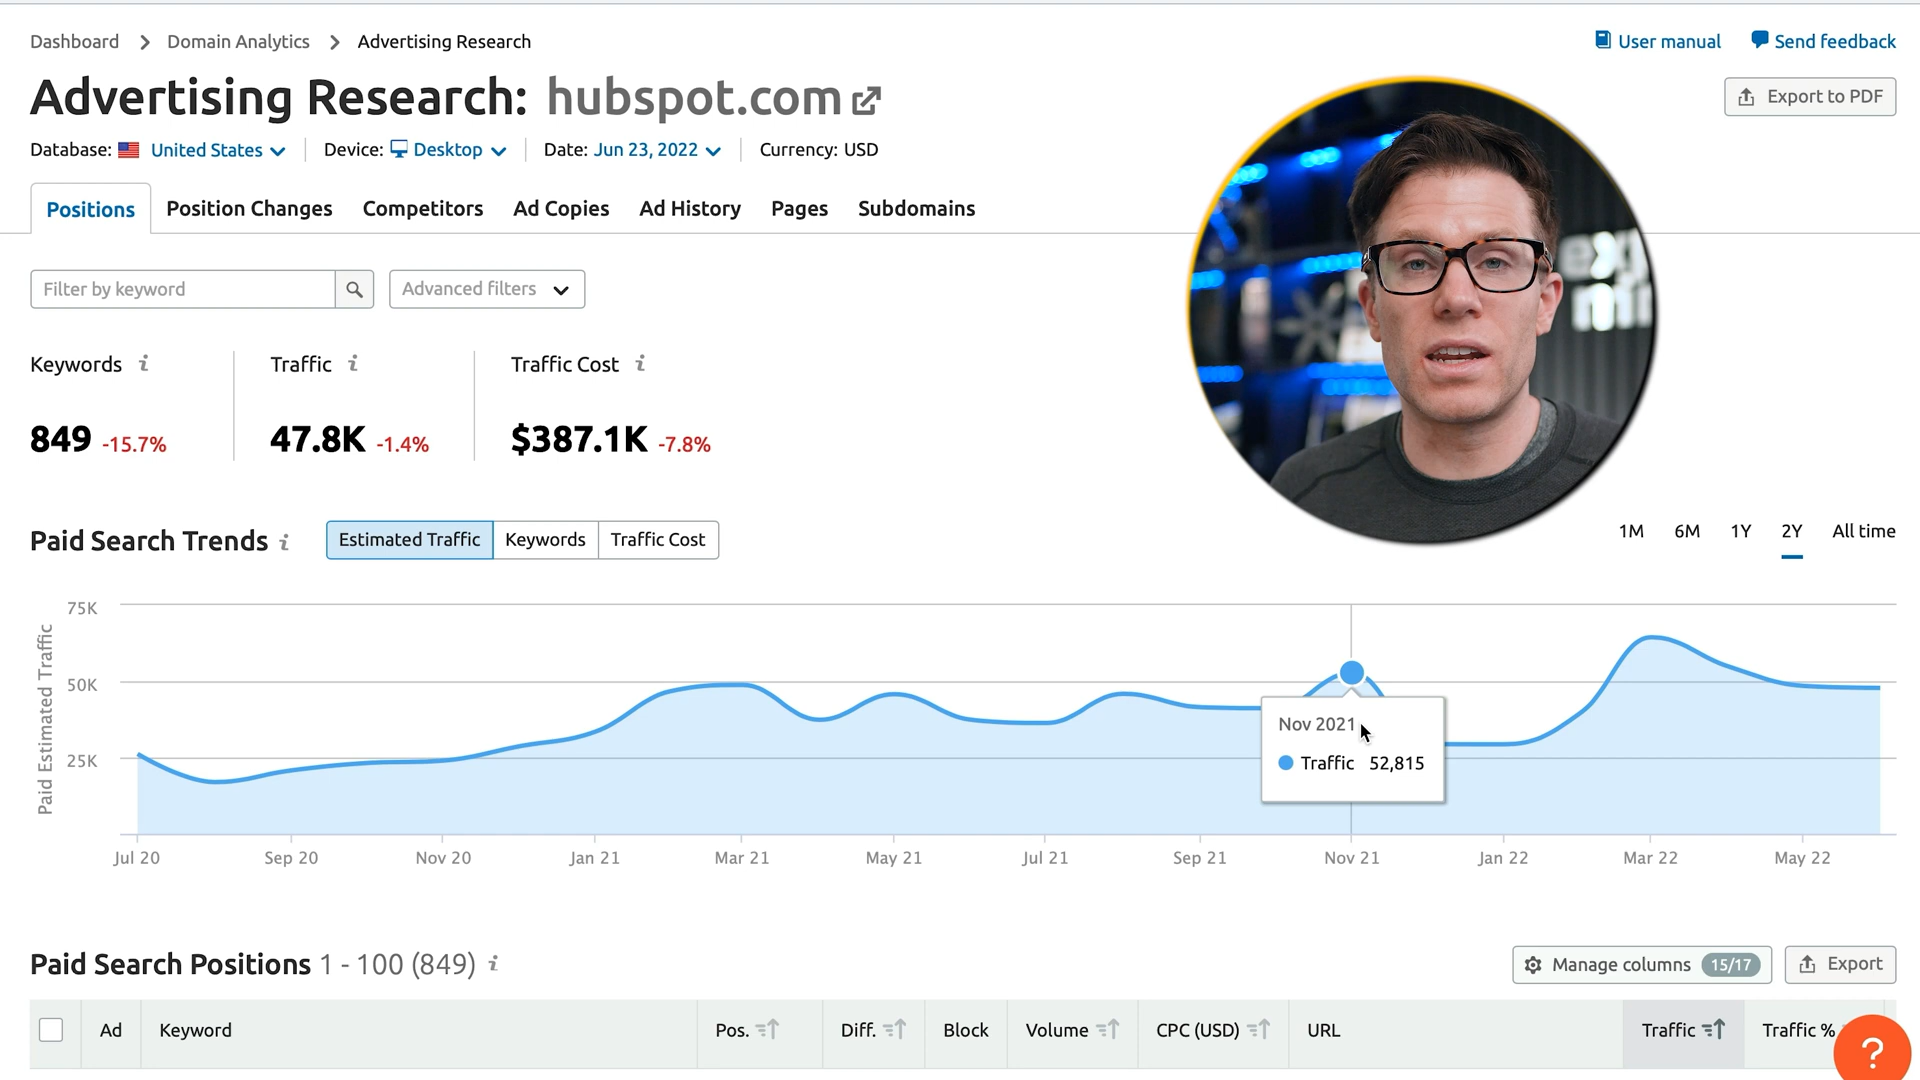 Dashboard > Domain Analytics > Advertising Research
User manual
Send feedback
Advertising Research: hubspot.com
Export to PDF
Database: United States
Device: Desktop
Date: Jun 23, 2022
Currency: USD
Positions
Position Changes
Competitors
Ad Copies
Ad History
Pages
Subdomains
Filter by keyword
Advanced filters
Keywords i
Traffic i
Traffic Cost i
849 -15.7%
47.8K -1.4%
$387.1K -7.8%
Paid Search Trends i
Estimated Traffic
Keywords
Traffic Cost
1M
6M
1Y
2Y
All time
Paid Estimated Traffic
75K
50K
25K
Nov 2021
Traffic 52,815
Jul 20
Sep 20
Nov 20
Jan 21
Mar 21
May 21
Jul 21
Sep 21
Nov 21
Jan 22
Mar 22
May 22
Paid Search Positions 1 - 100 (849) i
Manage columns 15/17
Export
Ad
Keyword
Pos.
Diff.
Block
Volume
CPC (USD)
URL
Traffic
Traffic %
?